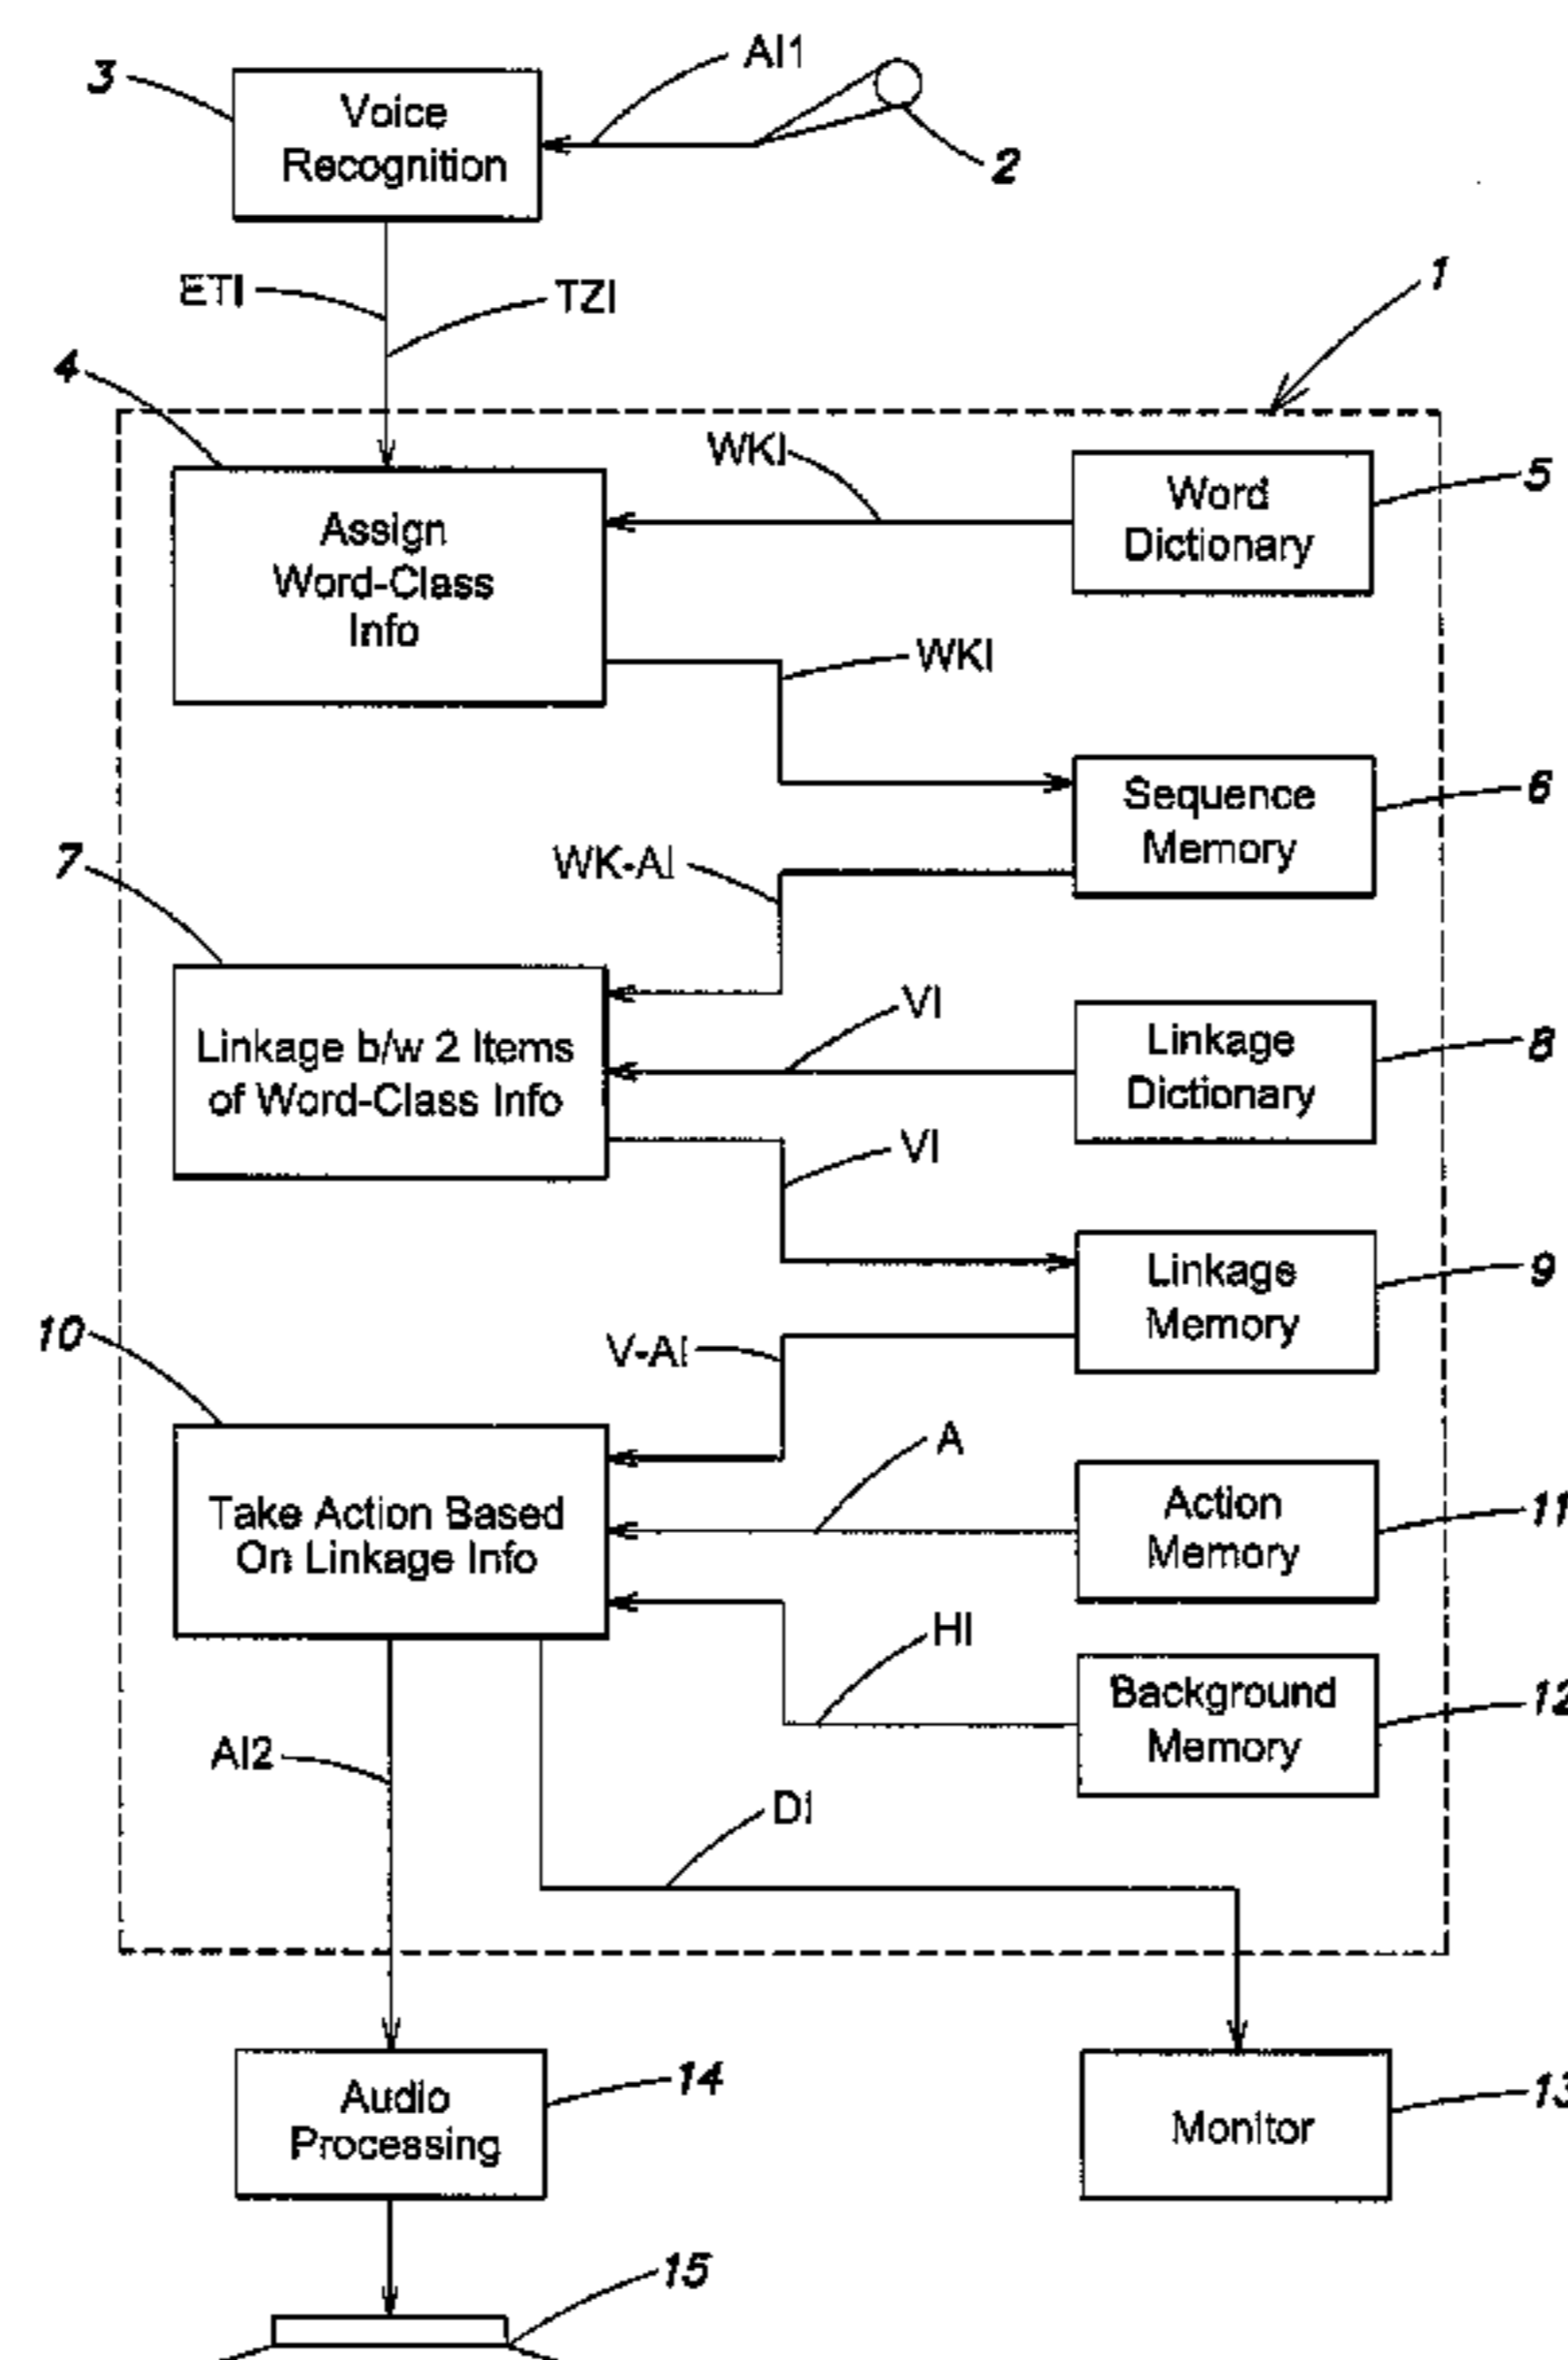 AI1
3
Voice
Recognition
2
ETI
TZI
1
4
WKI
5
Word
Dictionary
Assign
Word-Class
Info
WKI
6
Sequence
Memory
7
WK-AI
VI
8
Linkage
Dictionary
Linkage b/w 2 Items
of Word-Class Info
VI
9
Linkage
Memory
10
V-AI
A
11
Action
Memory
Take Action Based
On Linkage Info
HI
12
Background
Memory
AI2
DI
14
Audio
Processing
13
Monitor
15